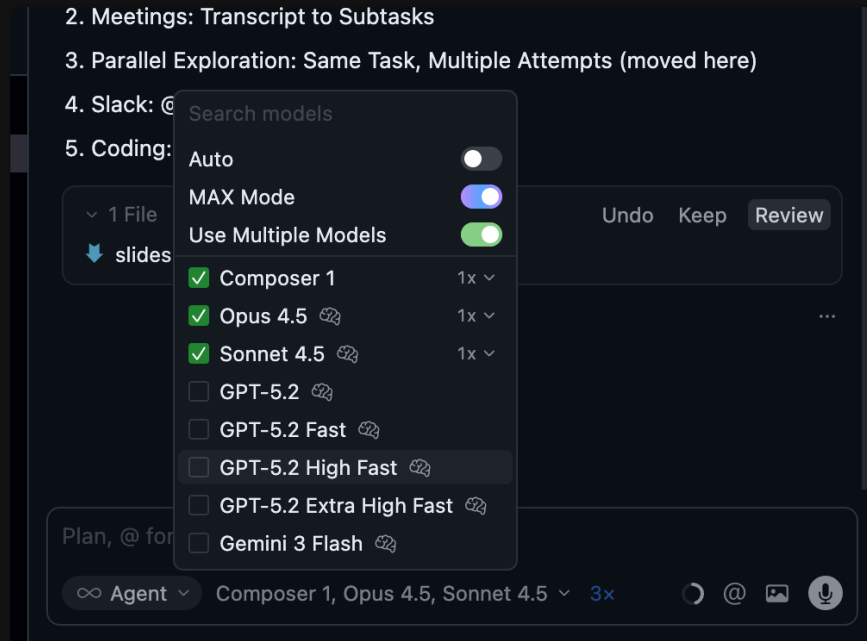 2. Meetings: Transcript to Subtasks
3. Parallel Exploration: Same Task, Multiple Attempts (moved here)
4. Slack: @
5. Coding:
Search models
Auto
MAX Mode
Use Multiple Models
1 File
Undo Keep Review
slides
Composer 1 1x
Opus 4.5 1x
Sonnet 4.5 1x
GPT-5.2
GPT-5.2 Fast
GPT-5.2 High Fast
GPT-5.2 Extra High Fast
Gemini 3 Flash
Plan, @ for
Agent Composer 1, Opus 4.5, Sonnet 4.5 3x @